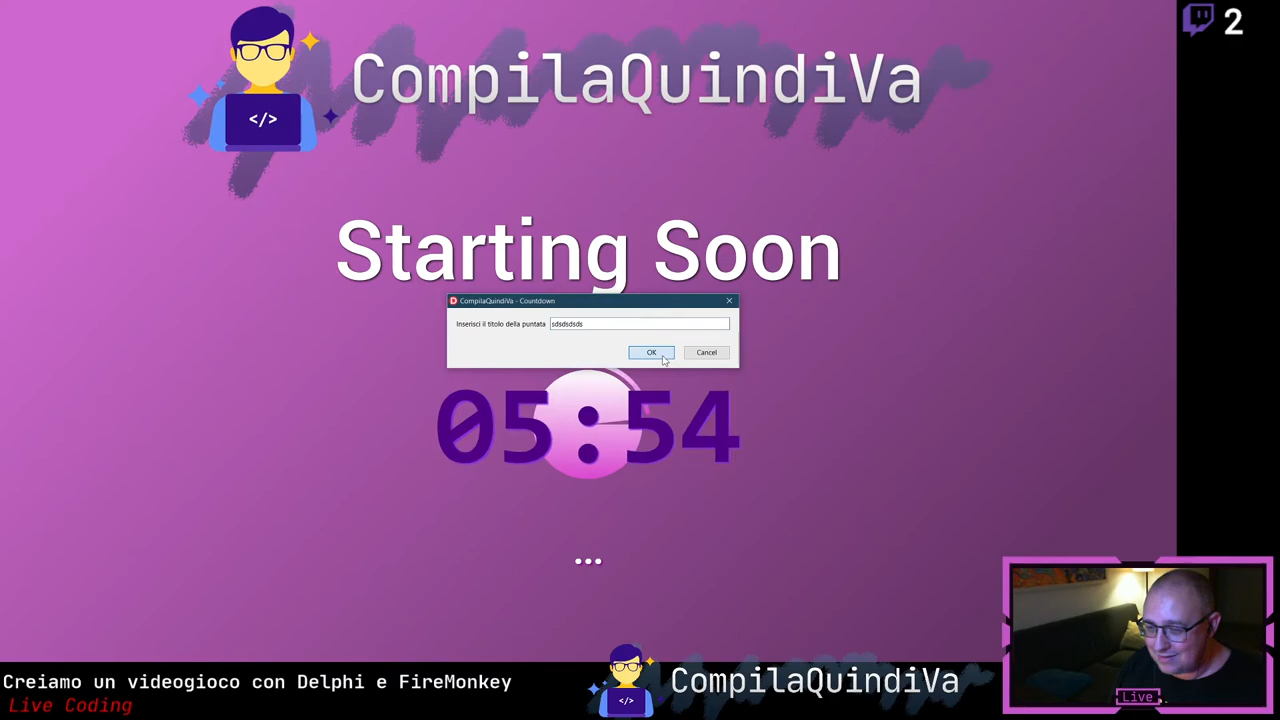 2
CompilaQuindiVa
</>
Starting Soon
CompilaQuindiVa - Countdown
Inserisci il titolo della puntata sdsdsdsds
OK Cancel
05:54
...
Creiamo un videogioco con Delphi e FireMonkey
Live Coding
</>
CompilaQuindiVa
Live..